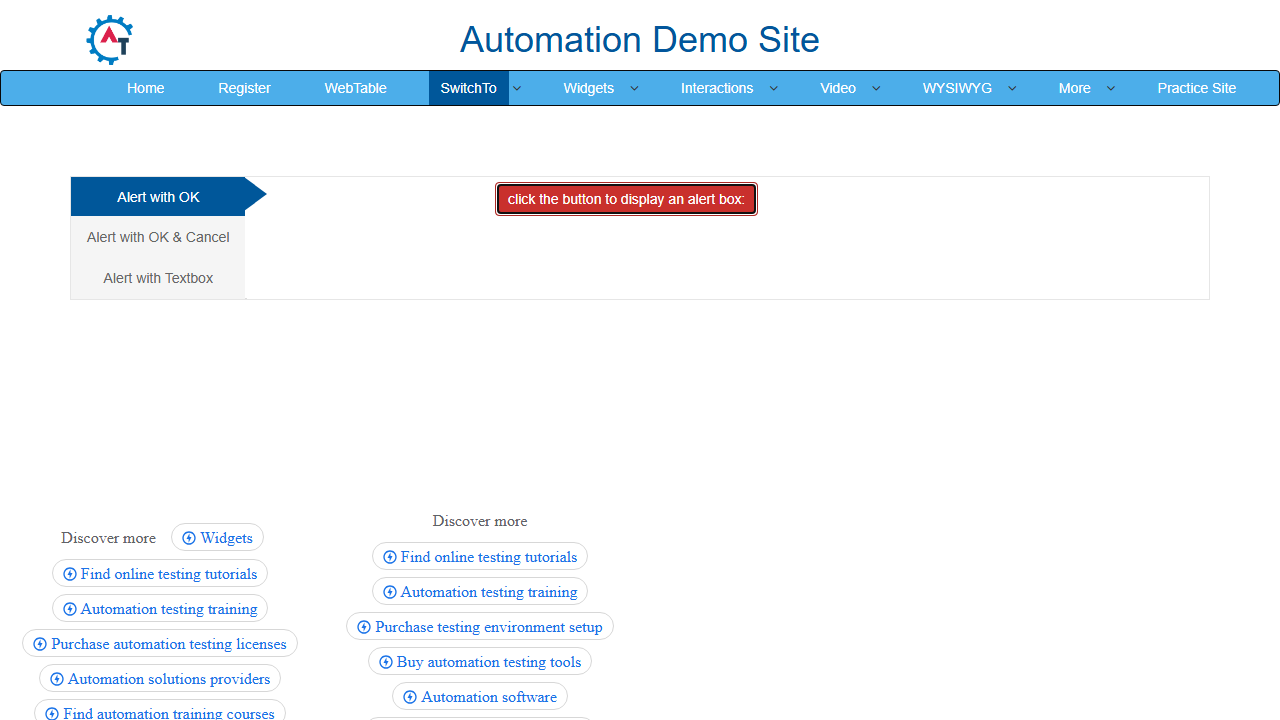 AT
Automation Demo Site
Home Register WebTable SwitchTo Widgets Interactions Video WYSIWYG More Practice Site
Alert with OK
click the button to display an alert box:
Alert with OK & Cancel
Alert with Textbox
Discover more Widgets
Find online testing tutorials
Automation testing training
Purchase automation testing licenses
Automation solutions providers
Find automation training courses
Discover more
Find online testing tutorials
Automation testing training
Purchase testing environment setup
Buy automation testing tools
Automation software